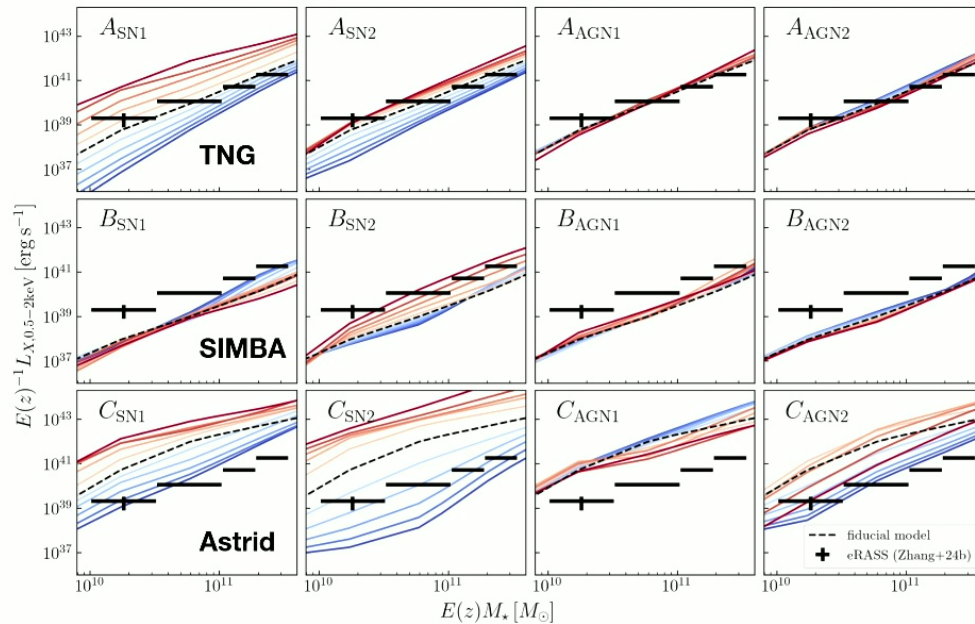 A_SN1 A_SN2 A_AGN1 A_AGN2
10^43
10^41
10^39
10^37
TNG
B_SN1 B_SN2 B_AGN1 B_AGN2
10^43
10^41
10^39
10^37
SIMBA
C_SN1 C_SN2 C_AGN1 C_AGN2
10^43
10^41
10^39
10^37
Astrid
fiducial model
eRASS (Zhang+24b)
10^10 10^11 10^10 10^11 10^10 10^11 10^10 10^11
E(z)^−1 L_X,0.5−2keV [erg s^−1]
E(z)M⋆ [M⊙]